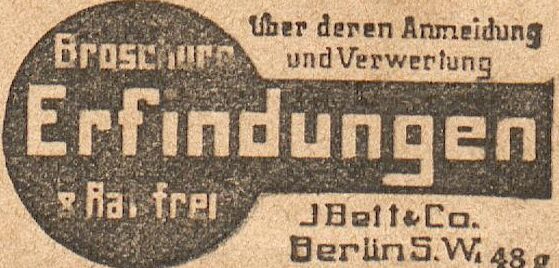 Broschüre
Über deren Anmeldung
und Verwertung
Erfindungen
& Rat frei
J Bett & Co.
Berlin S.W. 48